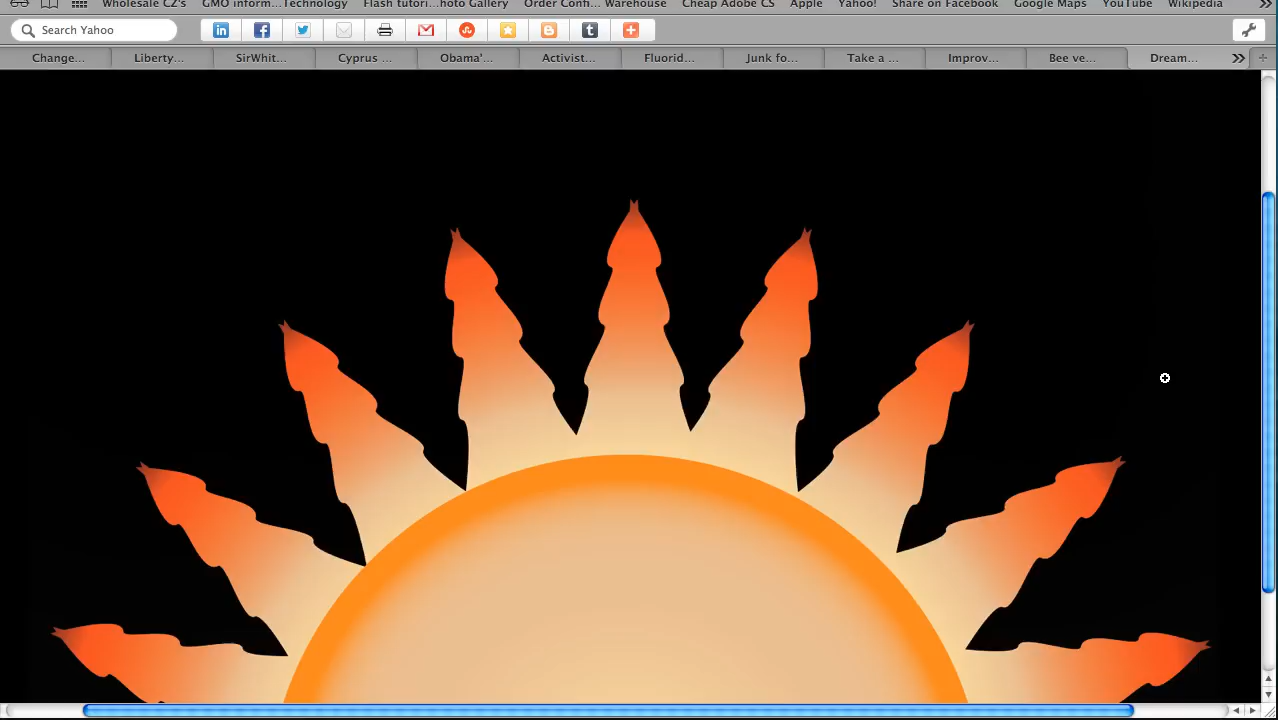 Wholesale CZ's GMO inform...Technology Flash tutori...hoto Gallery Order Confi... Warehouse Cheap Adobe CS Apple Yahoo! Share on Facebook Google Maps YouTube Wikipedia
Search Yahoo
Change... Liberty... SirWhit... Cyprus ... Obama'... Activist... Fluorid... Junk fo... Take a ... Improv... Bee ve... Dream...